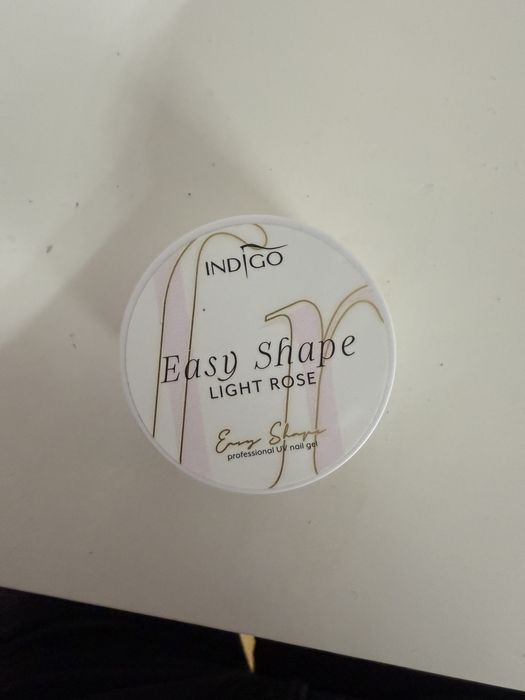 INDIGO
Easy Shape
LIGHT ROSE
Easy Shape
professional UV nail gel